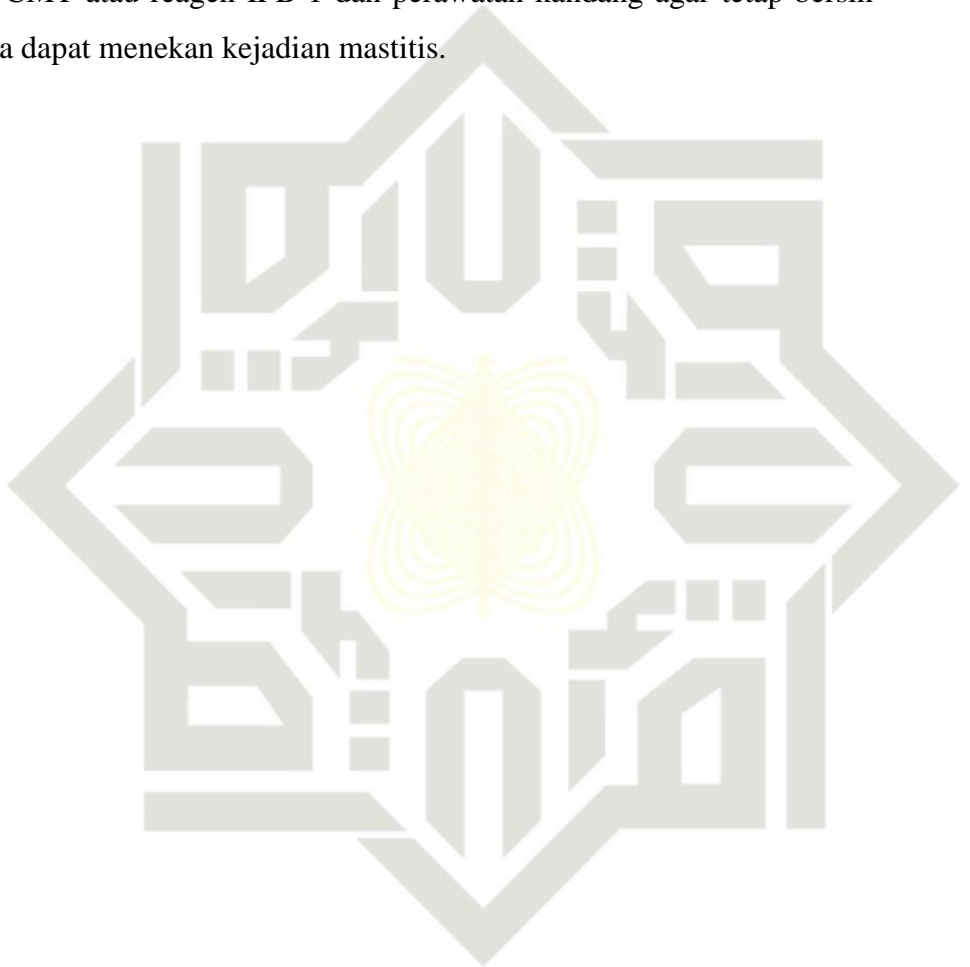 CMT atau reagen IPB-1 dan perawatan kandang agar tetap bersih
a dapat menekan kejadian mastitis.